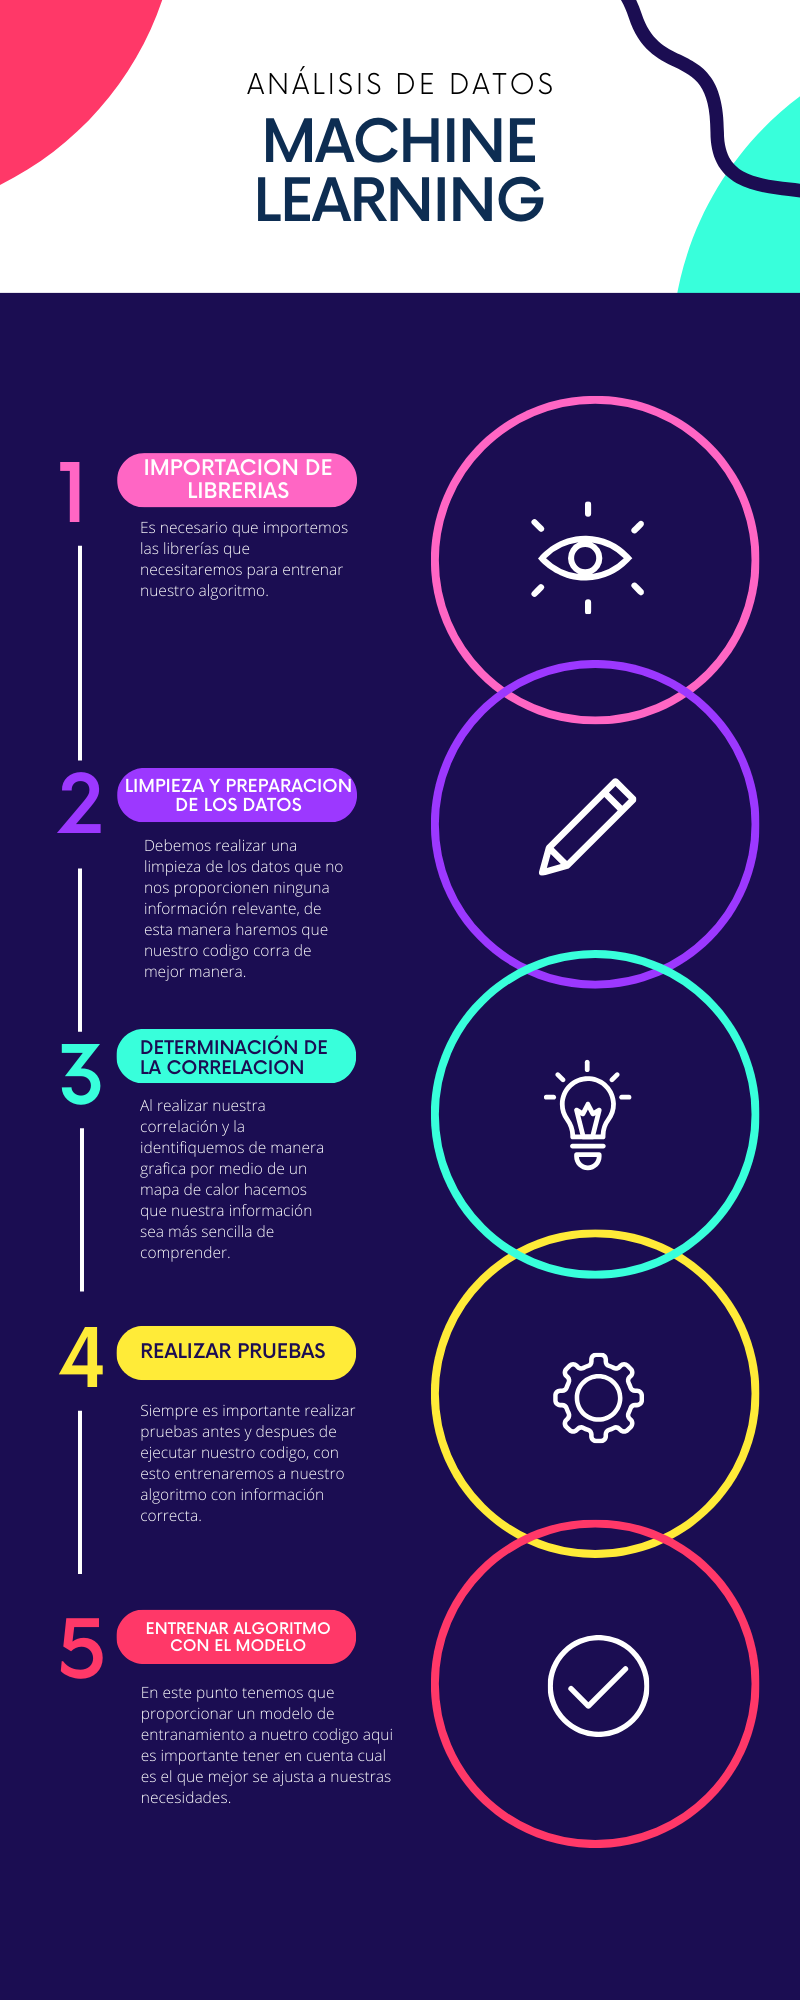 ANÁLISIS DE DATOS
MACHINE
LEARNING
1
IMPORTACION DE
LIBRERIAS
Es necesario que importemos
las librerías que
necesitaremos para entrenar
nuestro algoritmo.
2
LIMPIEZA Y PREPARACION
DE LOS DATOS
Debemos realizar una
limpieza de los datos que no
nos proporcionen ninguna
información relevante, de
esta manera haremos que
nuestro codigo corra de
mejor manera.
3
DETERMINACIÓN DE
LA CORRELACION
Al realizar nuestra
correlación y la
identifiquemos de manera
grafica por medio de un
mapa de calor hacemos
que nuestra información
sea más sencilla de
comprender.
4
REALIZAR PRUEBAS
Siempre es importante realizar
pruebas antes y despues de
ejecutar nuestro codigo, con
esto entrenaremos a nuestro
algoritmo con información
correcta.
5
ENTRENAR ALGORITMO
CON EL MODELO
En este punto tenemos que
proporcionar un modelo de
entranamiento a nuetro codigo aqui
es importante tener en cuenta cual
es el que mejor se ajusta a nuestras
necesidades.